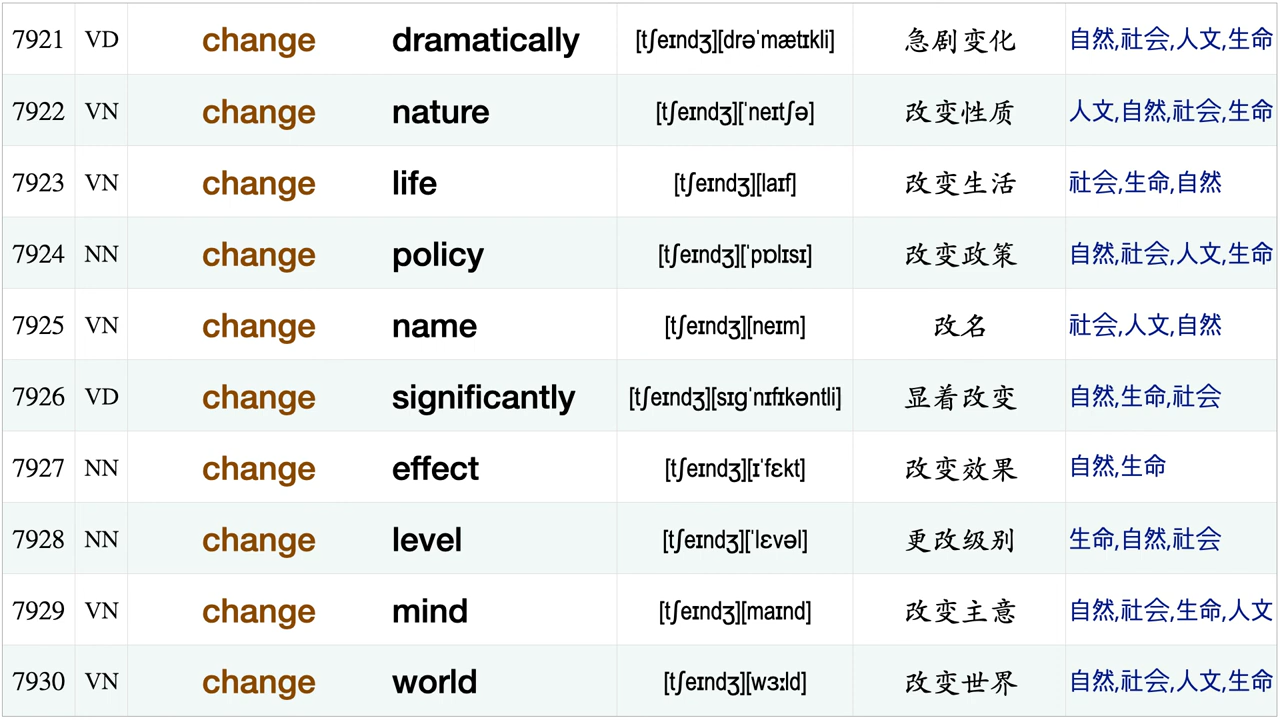 7921 VD change dramatically [tʃeɪndʒ][drəˈmætɪkli] 急剧变化 自然,社会,人文,生命
7922 VN change nature [tʃeɪndʒ][ˈneɪtʃə] 改变性质 人文,自然,社会,生命
7923 VN change life [tʃeɪndʒ][laɪf] 改变生活 社会,生命,自然
7924 NN change policy [tʃeɪndʒ][ˈpɒlɪsɪ] 改变政策 自然,社会,人文,生命
7925 VN change name [tʃeɪndʒ][neɪm] 改名 社会,人文,自然
7926 VD change significantly [tʃeɪndʒ][sɪɡˈnɪfɪkəntli] 显着改变 自然,生命,社会
7927 NN change effect [tʃeɪndʒ][ɪˈfɛkt] 改变效果 自然,生命
7928 NN change level [tʃeɪndʒ][ˈlɛvəl] 更改级别 生命,自然,社会
7929 VN change mind [tʃeɪndʒ][maɪnd] 改变主意 自然,社会,生命,人文
7930 VN change world [tʃeɪndʒ][wɜːld] 改变世界 自然,社会,人文,生命